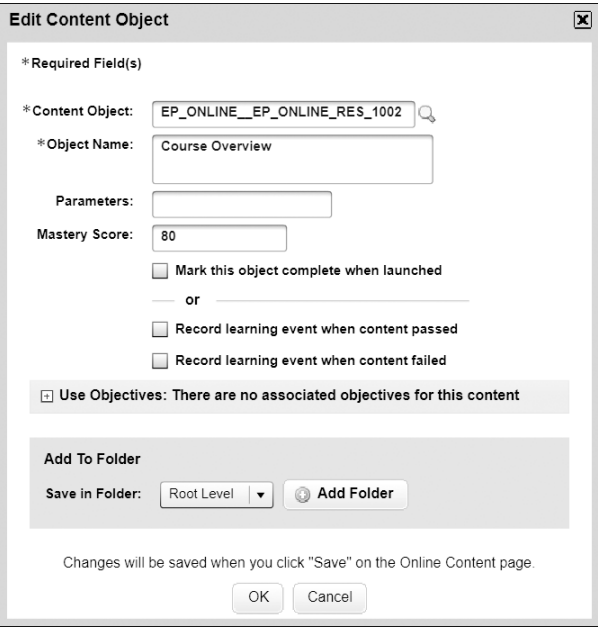 Edit Content Object
*Required Field(s)
*Content Object: EP_ONLINE__EP_ONLINE_RES_1002
*Object Name: Course Overview
Parameters:
Mastery Score: 80
Mark this object complete when launched
or
Record learning event when content passed
Record learning event when content failed
Use Objectives: There are no associated objectives for this content
Add To Folder
Save in Folder: Root Level Add Folder
Changes will be saved when you click "Save" on the Online Content page.
OK Cancel